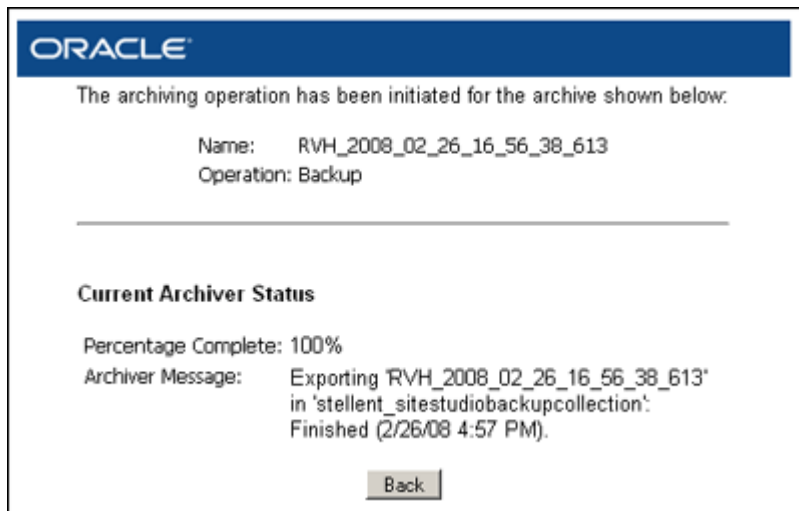 ORACLE
The archiving operation has been initiated for the archive shown below:
Name: RVH_2008_02_26_16_56_38_613
Operation: Backup
Current Archiver Status
Percentage Complete: 100%
Archiver Message: Exporting 'RVH_2008_02_26_16_56_38_613'
in 'stellent_sitestudiobackupcollection':
Finished (2/26/08 4:57 PM).
Back